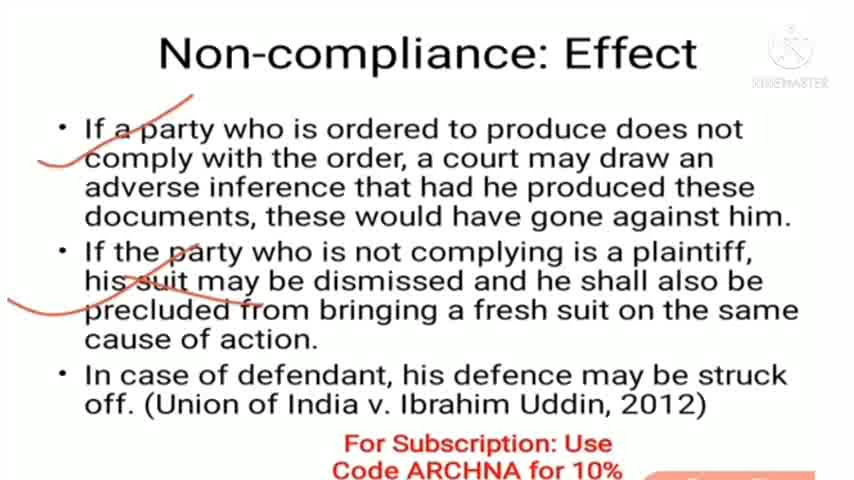 Non-compliance: Effect
KINEMASTER
• If a party who is ordered to produce does not
comply with the order, a court may draw an
adverse inference that had he produced these
documents, these would have gone against him.
• If the party who is not complying is a plaintiff,
his suit may be dismissed and he shall also be
precluded from bringing a fresh suit on the same
cause of action.
• In case of defendant, his defence may be struck
off. (Union of India v. Ibrahim Uddin, 2012)
For Subscription: Use
Code ARCHNA for 10%